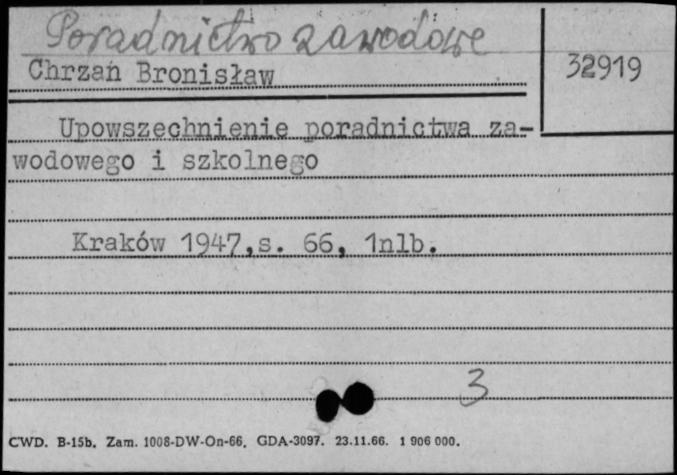 Poradnictwo zawodowe
Chrzań Bronisław
32919
Upowszechnienie poradnictwa za-
wodowego i szkolnego
Kraków 1947,s. 66, 1nlb.
3
CWD. B-15b. Zam. 1008-DW-On-66. GDA-3097. 23.11.66. 1 906 000.